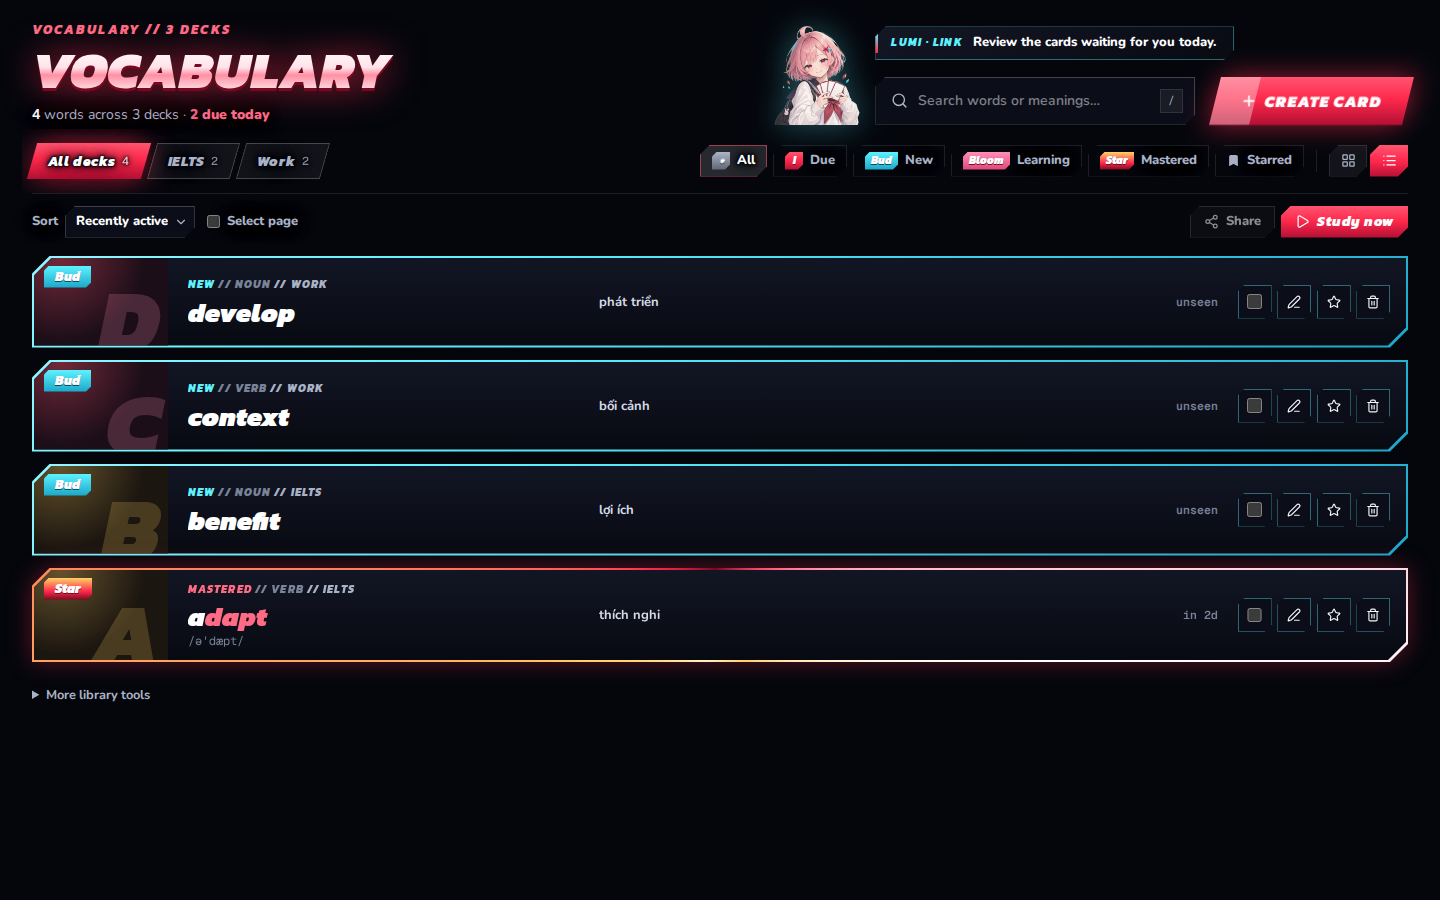 VOCABULARY // 3 DECKS
VOCABULARY
4 words across 3 decks · 2 due today
LUMI · LINK Review the cards waiting for you today.
Search words or meanings... /
+ CREATE CARD
All decks 4 IELTS 2 Work 2
All ! Due Bud New Bloom Learning Star Mastered Starred
Sort Recently active Select page
Share Study now
Bud
D
NEW // NOUN // WORK
develop
phát triển
unseen
Bud
C
NEW // VERB // WORK
context
bối cảnh
unseen
Bud
B
NEW // NOUN // IELTS
benefit
lợi ích
unseen
Star
A
MASTERED // VERB // IELTS
adapt
/əˈdæpt/
thích nghi
in 2d
More library tools